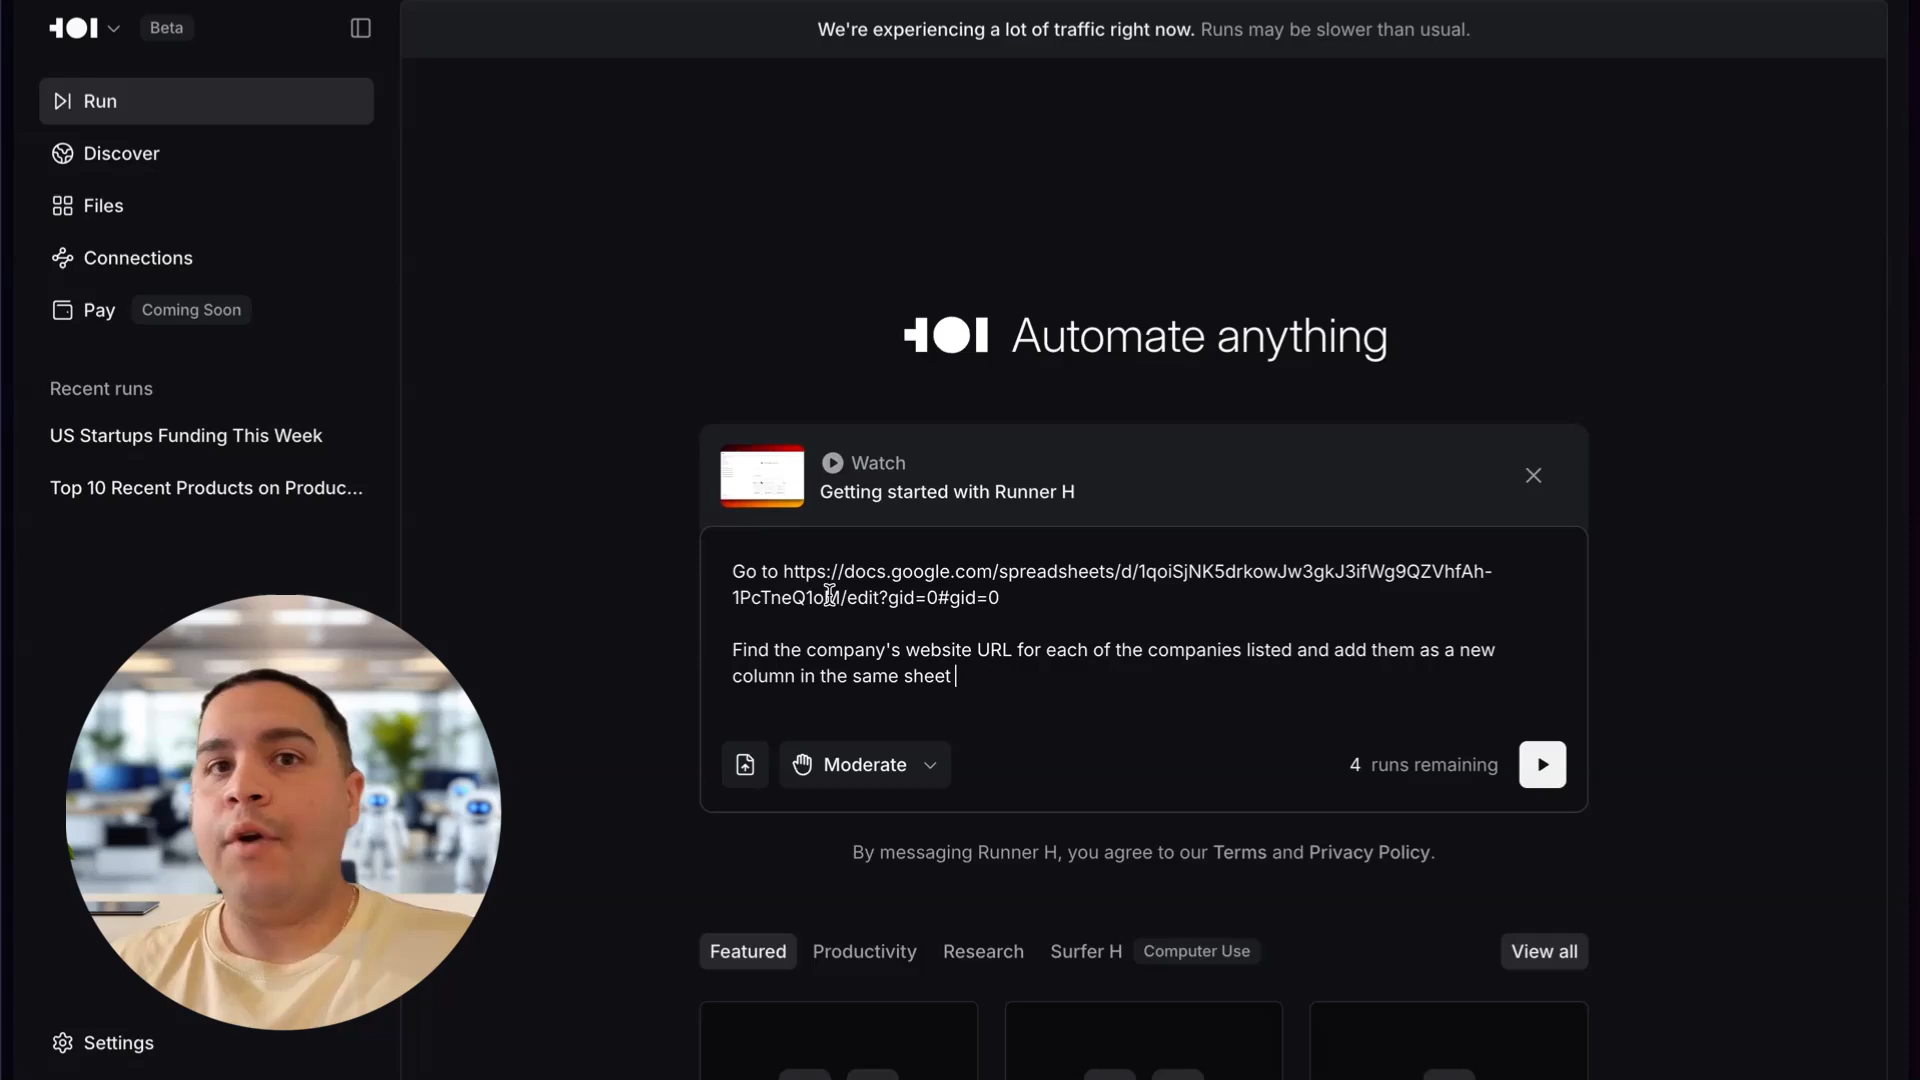 Beta
We're experiencing a lot of traffic right now. Runs may be slower than usual.
Run
Discover
Files
Connections
Pay Coming Soon
Recent runs
US Startups Funding This Week
Top 10 Recent Products on Produc...
Settings
Automate anything
Watch
Getting started with Runner H
Go to https://docs.google.com/spreadsheets/d/1qoiSjNK5drkowJw3gkJ3ifWg9QZVhfAh-
1PcTneQ1oM/edit?gid=0#gid=0
Find the company's website URL for each of the companies listed and add them as a new
column in the same sheet
Moderate
4 runs remaining
By messaging Runner H, you agree to our Terms and Privacy Policy.
Featured Productivity Research Surfer H Computer Use View all